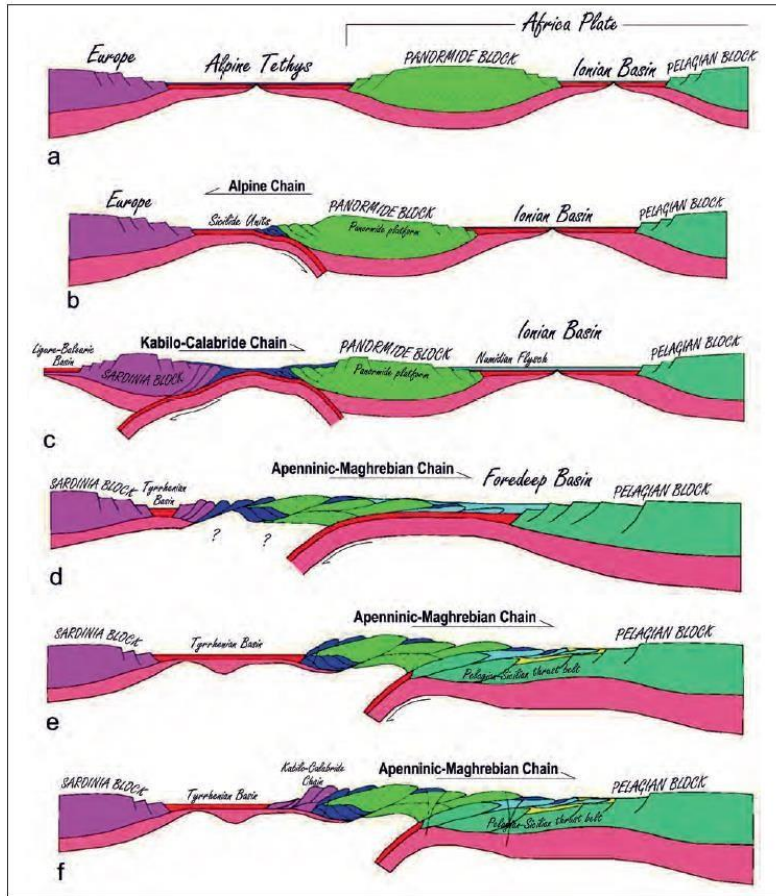 Africa Plate
Europe
Alpine Tethys
PANORMIDE BLOCK
Ionian Basin
PELAGIAN BLOCK
a
Alpine Chain
Europe
Sicilide Units
PANORMIDE BLOCK
Panormide platform
Ionian Basin
PELAGIAN BLOCK
b
Ligure-Balearic
Basin
Kabilo-Calabride Chain
SARDINIA BLOCK
PANORMIDE BLOCK
Panormide platform
Ionian Basin
Numidian Flysch
PELAGIAN BLOCK
c
Apenninic-Maghrebian Chain
SARDINIA BLOCK
Tyrrhenian
Basin
Foredeep Basin
PELAGIAN BLOCK
?
?
d
Apenninic-Maghrebian Chain
SARDINIA BLOCK
Tyrrhenian Basin
PELAGIAN BLOCK
Pelagian-Sicilian thrust belt
e
Kabilo-Calabride
Chain
Apenninic-Maghrebian Chain
SARDINIA BLOCK
Tyrrhenian Basin
PELAGIAN BLOCK
Pelagian-Sicilian thrust belt
f